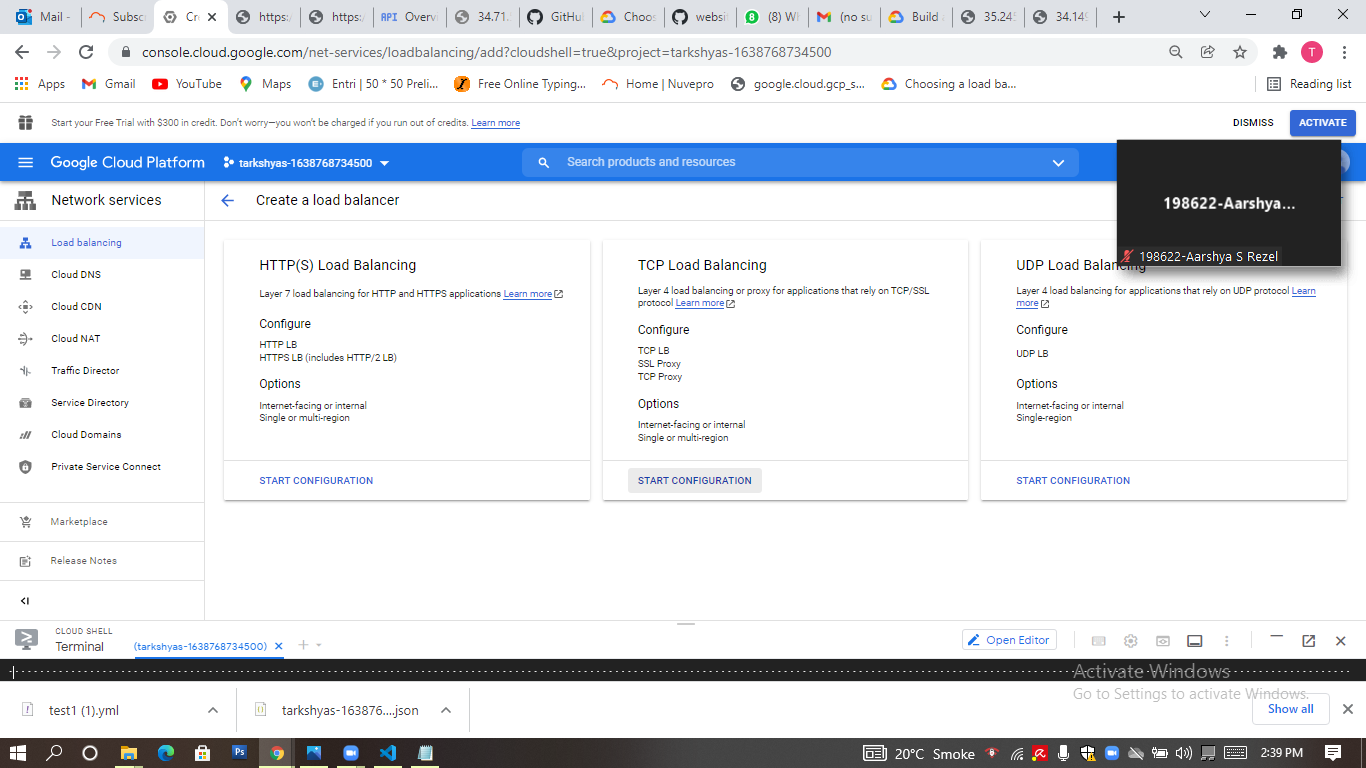 Mail -
Subsc
Cre
https:/
https:/
API Overv
34.71.
GitHu
Choos
websit
(8) Wh
(no su
Build a
35.245
34.149
console.cloud.google.com/net-services/loadbalancing/add?cloudshell=true&project=tarkshyas-1638768734500
T
Apps
Gmail
YouTube
Maps
Entri | 50 * 50 Preli...
Free Online Typing...
Home | Nuvepro
google.cloud.gcp_s...
Choosing a load ba...
Reading list
Start your Free Trial with $300 in credit. Don't worry—you won't be charged if you run out of credits. Learn more
DISMISS
ACTIVATE
Google Cloud Platform
tarkshyas-1638768734500
Search products and resources
198622-Aarshya...
198622-Aarshya S Rezel
Network services
Create a load balancer
Load balancing
Cloud DNS
Cloud CDN
Cloud NAT
Traffic Director
Service Directory
Cloud Domains
Private Service Connect
Marketplace
Release Notes
HTTP(S) Load Balancing
Layer 7 load balancing for HTTP and HTTPS applications Learn more
Configure
HTTP LB
HTTPS LB (includes HTTP/2 LB)
Options
Internet-facing or internal
Single or multi-region
START CONFIGURATION
TCP Load Balancing
Layer 4 load balancing or proxy for applications that rely on TCP/SSL
protocol Learn more
Configure
TCP LB
SSL Proxy
TCP Proxy
Options
Internet-facing or internal
Single or multi-region
START CONFIGURATION
UDP Load Balancing
Layer 4 load balancing for applications that rely on UDP protocol Learn
more
Configure
UDP LB
Options
Internet-facing or internal
Single-region
START CONFIGURATION
CLOUD SHELL
Terminal
(tarkshyas-1638768734500)
Open Editor
Activate Windows
Go to Settings to activate Windows.
test1 (1).yml
tarkshyas-163876....json
Show all
Ps
20°C Smoke
2:39 PM